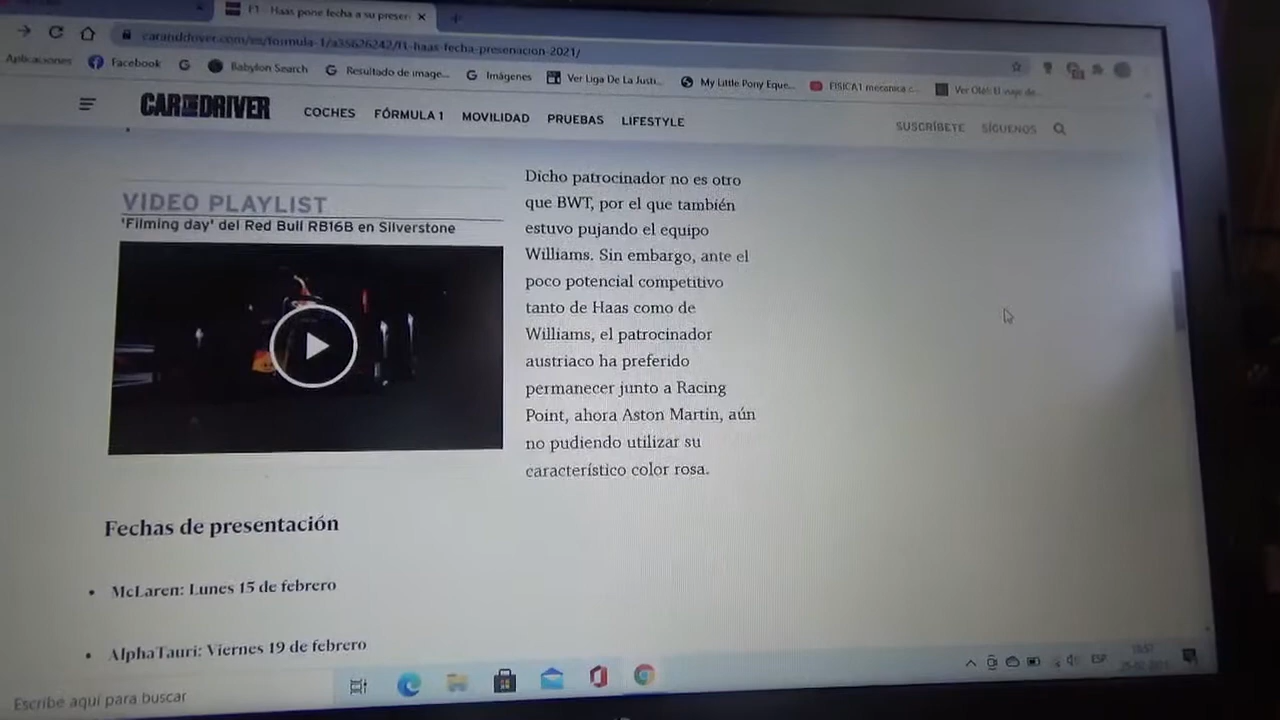 F1 - Haas pone fecha a su presen
caranddriver.com/es/formula-1/a35626242/f1-haas-fecha-presenacion-2021/
Aplicaciones
Facebook
Babylon Search
Resultado de image...
Imágenes
Ver Liga De La Justi...
My Little Pony Eque...
FISICA1 mecanica c...
CAR AND DRIVER
COCHES
FÓRMULA 1
MOVILIDAD
PRUEBAS
LIFESTYLE
SUSCRÍBETE
SÍGUENOS
VIDEO PLAYLIST
'Filming day' del Red Bull RB16B en Silverstone
Dicho patrocinador no es otro
que BWT, por el que también
estuvo pujando el equipo
Williams. Sin embargo, ante el
poco potencial competitivo
tanto de Haas como de
Williams, el patrocinador
austriaco ha preferido
permanecer junto a Racing
Point, ahora Aston Martin, aún
no pudiendo utilizar su
característico color rosa.
Fechas de presentación
• McLaren: Lunes 15 de febrero
• AlphaTauri: Viernes 19 de febrero
Escribe aquí para buscar
ESP